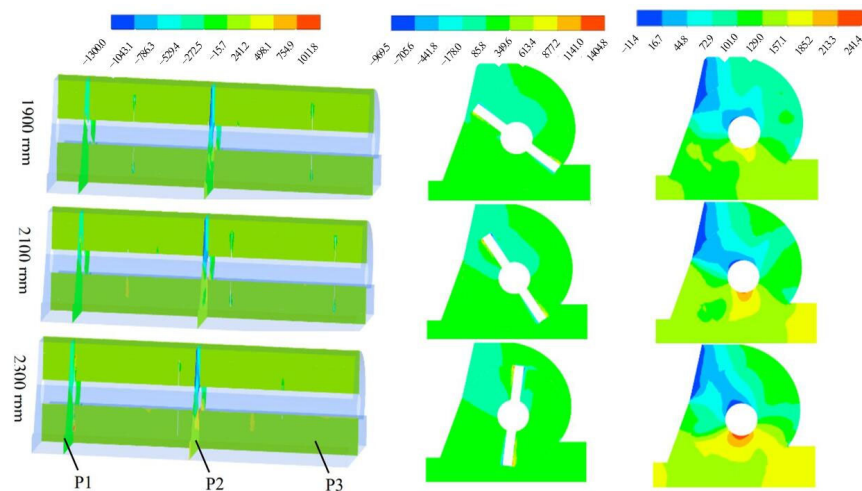 -1300.0 -1043.1 -786.3 -529.4 -272.5 -15.7 241.2 498.1 754.9 1011.8
-969.5 -705.6 -441.8 -178.0 85.8 349.6 613.4 877.2 1141.0 1404.8
-11.4 16.7 44.8 72.9 101.0 129.0 157.1 185.2 213.3 241.4
1900 mm
2100 mm
2300 mm
P1 P2 P3